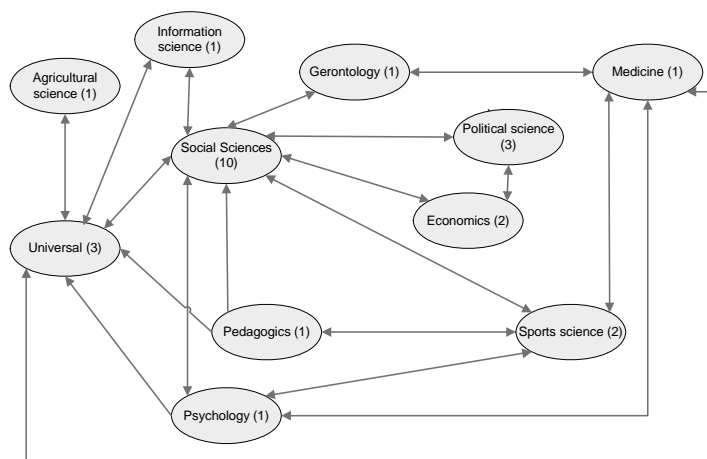 Information
science (1)
Agricultural
science (1)
Gerontology (1)
Medicine (1)
Political science
(3)
Social Sciences
(10)
Economics (2)
Universal (3)
Pedagogics (1)
Sports science (2)
Psychology (1)